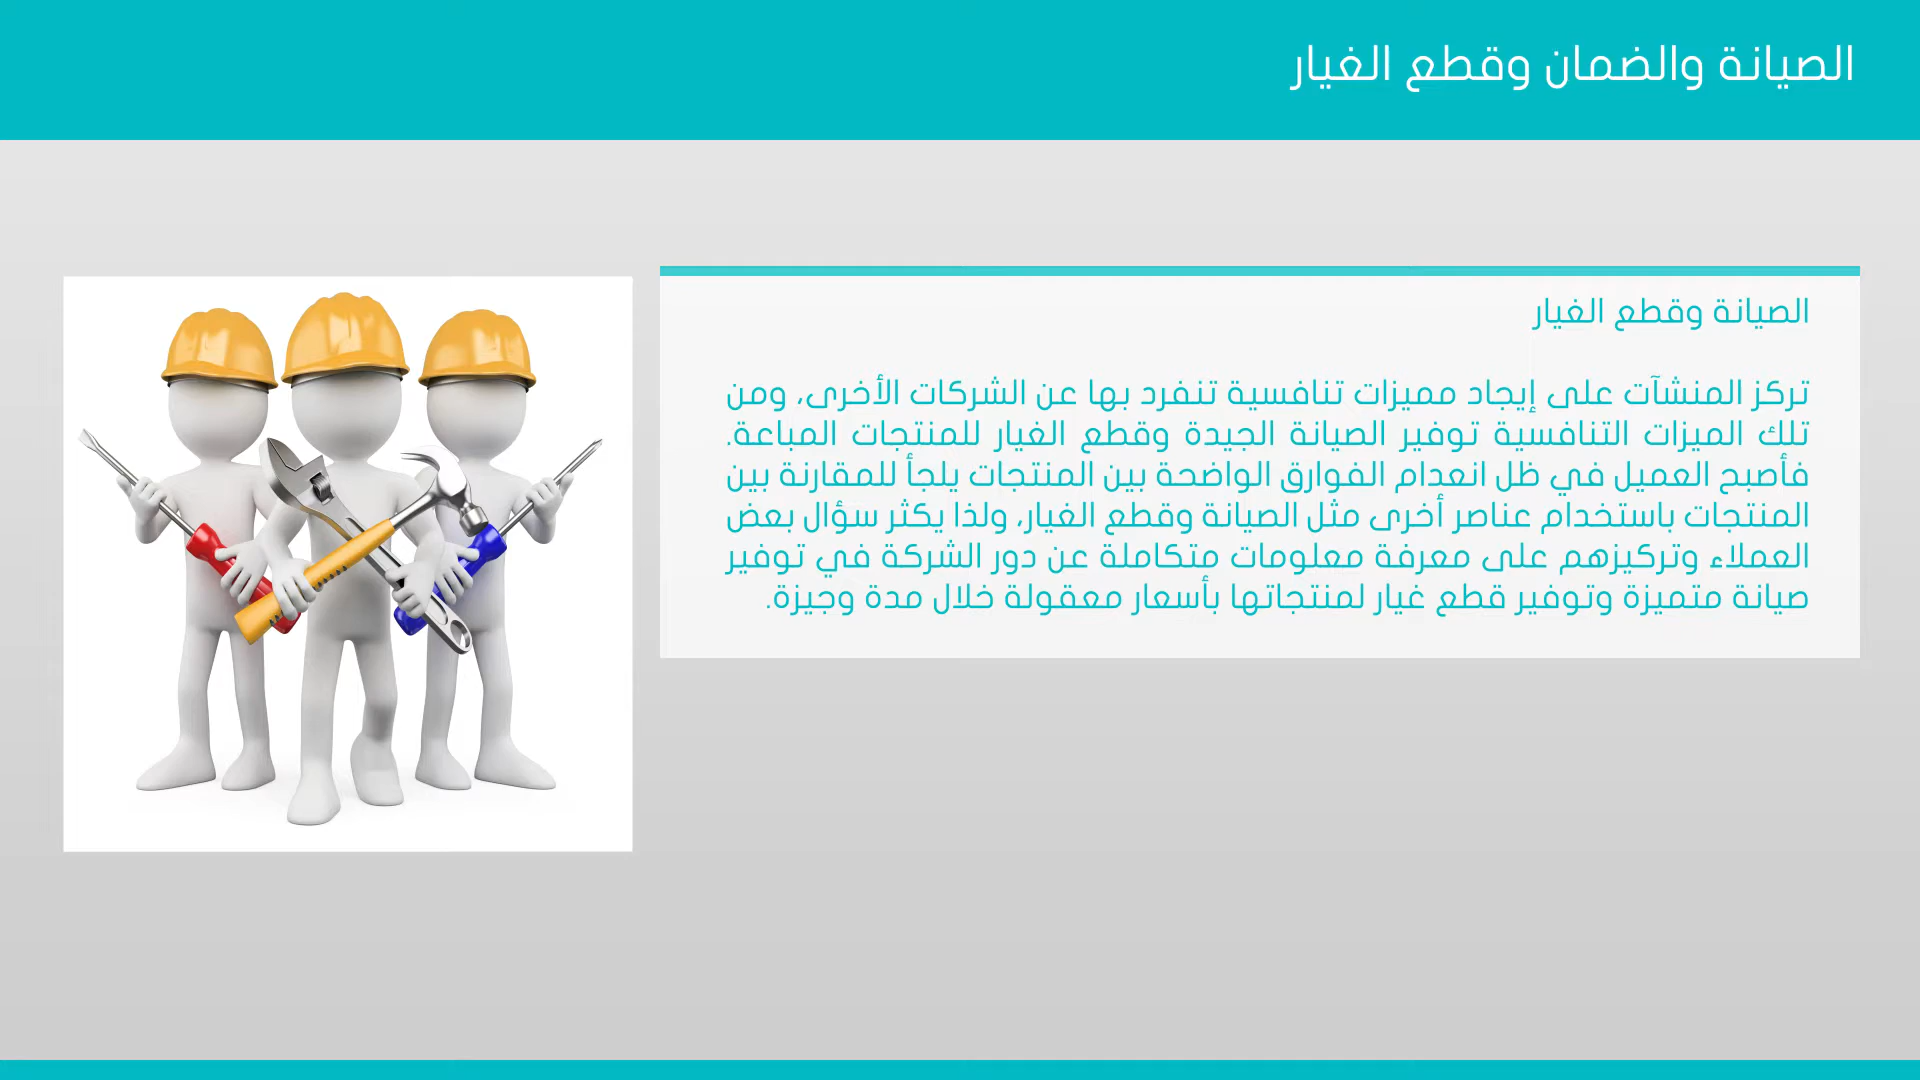 الصيانة والضمان وقطع الغيار
الصيانة وقطع الغيار
تركز المنشآت على إيجاد مميزات تنافسية تنفرد بها عن الشركات الأخرى، ومن
تلك الميزات التنافسية توفير الصيانة الجيدة وقطع الغيار للمنتجات المباعة.
فأصبح العميل في ظل انعدام الفوارق الواضحة بين المنتجات يلجأ للمقارنة بين
المنتجات باستخدام عناصر أخرى مثل الصيانة وقطع الغيار، ولذا يكثر سؤال بعض
العملاء وتركيزهم على معرفة معلومات متكاملة عن دور الشركة في توفير
صيانة متميزة وتوفير قطع غيار لمنتجاتها بأسعار معقولة خلال مدة وجيزة.